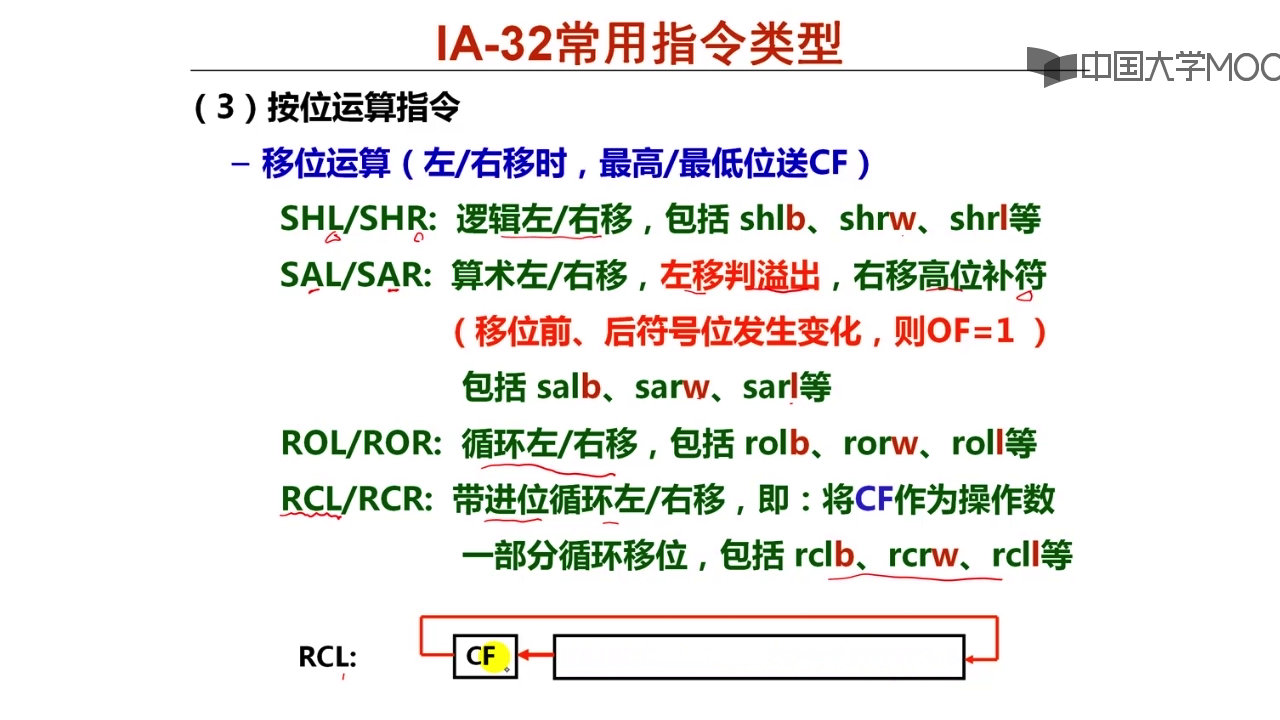 IA-32常用指令类型
中国大学MOO
（3）按位运算指令
– 移位运算（左/右移时，最高/最低位送CF）
SHL/SHR: 逻辑左/右移，包括 shlb、shrw、shrl等
SAL/SAR: 算术左/右移，左移判溢出，右移高位补符
（移位前、后符号位发生变化，则OF=1 ）
包括 salb、sarw、sarl等
ROL/ROR: 循环左/右移，包括 rolb、rorw、roll等
RCL/RCR: 带进位循环左/右移，即：将CF作为操作数
一部分循环移位，包括 rclb、rcrw、rcll等
RCL:
CF